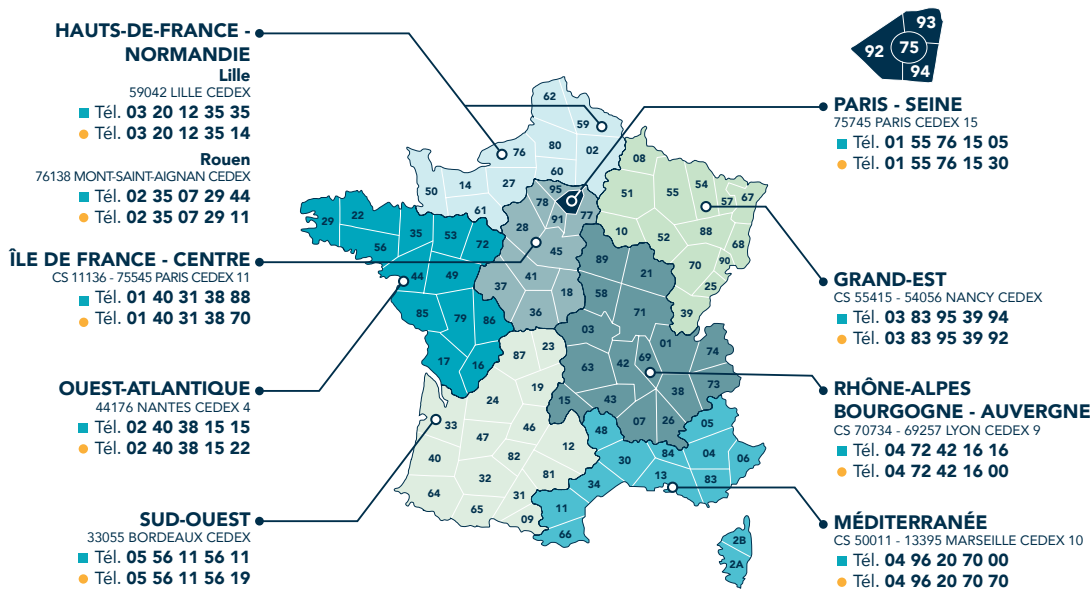 HAUTS-DE-FRANCE -
NORMANDIE
Lille
59042 LILLE CEDEX
Tél. 03 20 12 35 35
Tél. 03 20 12 35 14
Rouen
76138 MONT-SAINT-AIGNAN CEDEX
Tél. 02 35 07 29 44
Tél. 02 35 07 29 11
ÎLE DE FRANCE - CENTRE
CS 11136 - 75545 PARIS CEDEX 11
Tél. 01 40 31 38 88
Tél. 01 40 31 38 70
OUEST-ATLANTIQUE
44176 NANTES CEDEX 4
Tél. 02 40 38 15 15
Tél. 02 40 38 15 22
SUD-OUEST
33055 BORDEAUX CEDEX
Tél. 05 56 11 56 11
Tél. 05 56 11 56 19
93
92 75
94
PARIS - SEINE
75745 PARIS CEDEX 15
Tél. 01 55 76 15 05
Tél. 01 55 76 15 30
GRAND-EST
CS 55415 - 54056 NANCY CEDEX
Tél. 03 83 95 39 94
Tél. 03 83 95 39 92
RHÔNE-ALPES
BOURGOGNE - AUVERGNE
CS 70734 - 69257 LYON CEDEX 9
Tél. 04 72 42 16 16
Tél. 04 72 42 16 00
MÉDITERRANÉE
CS 50011 - 13395 MARSEILLE CEDEX 10
Tél. 04 96 20 70 00
Tél. 04 96 20 70 70
62
59
80
02
76
60
27
14
50
61
95
78
91
77
28
45
41
37
18
36
08
51
55
54
57
67
10
52
88
68
70
90
25
39
29
22
56
35
53
72
44
49
85
79
86
17
16
89
21
58
71
03
01
42
69
74
63
73
38
15
43
07
26
87
23
19
24
33
46
47
12
40
82
32
81
64
31
65
09
48
05
84
04
06
30
13
83
34
11
66
2B
2A